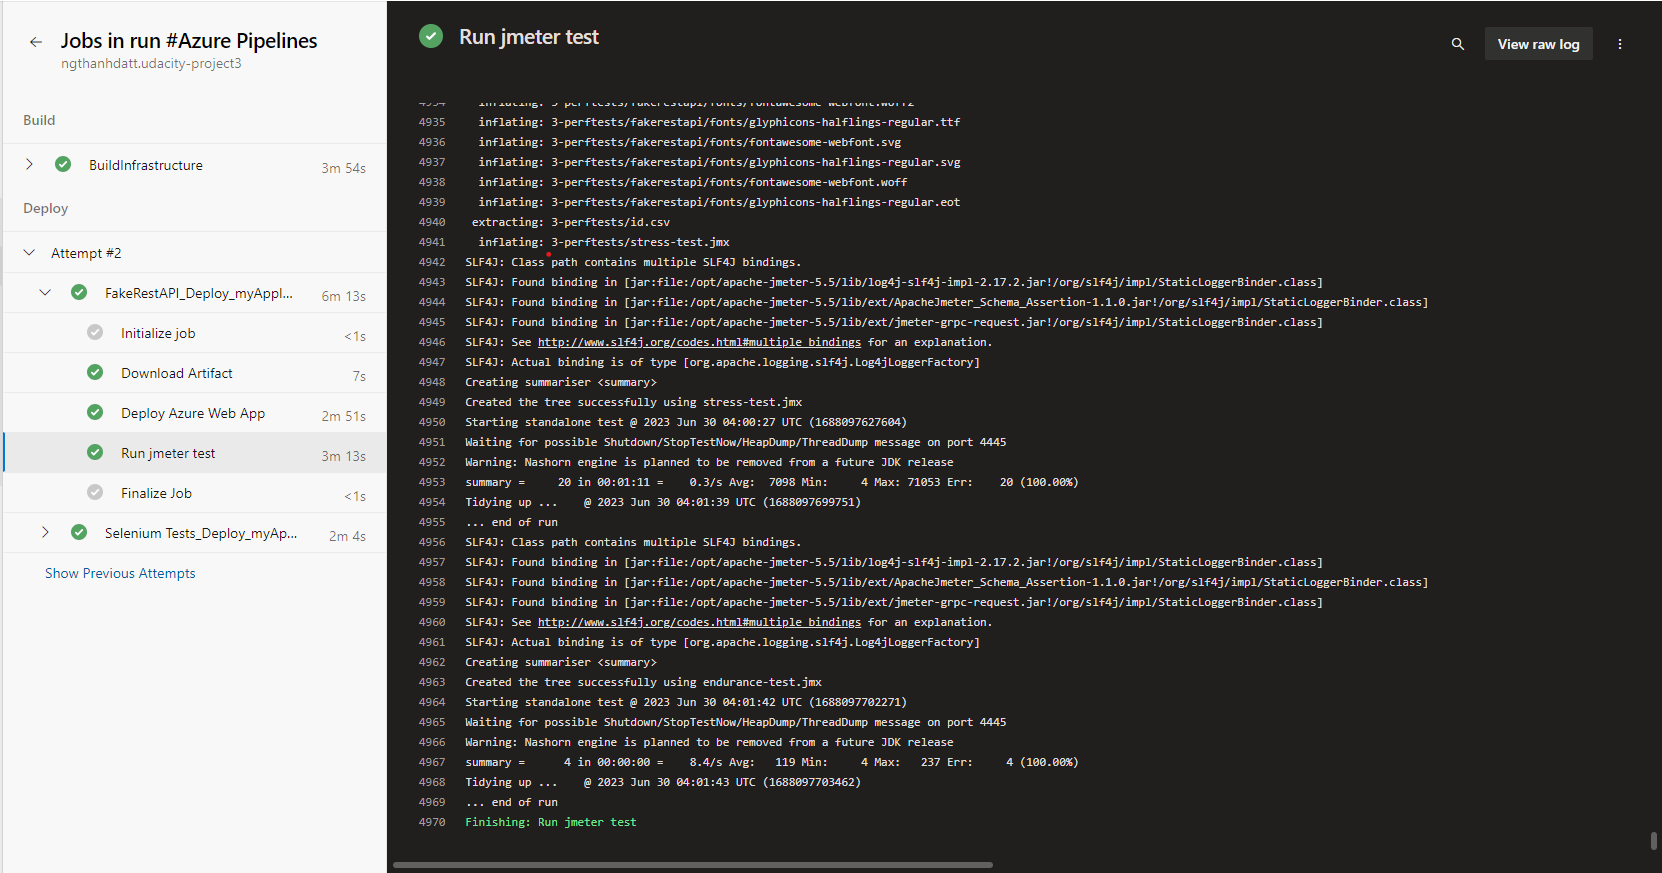 Jobs in run #Azure Pipelines
ngthanhdatt.udacity-project3
Build
BuildInfrastructure 3m 54s
Deploy
Attempt #2
FakeRestAPI_Deploy_myAppl... 6m 13s
Initialize job <1s
Download Artifact 7s
Deploy Azure Web App 2m 51s
Run jmeter test 3m 13s
Finalize Job <1s
Selenium Tests_Deploy_myAp... 2m 4s
Show Previous Attempts
Run jmeter test
View raw log
4934 inflating: 3-perftests/fakerestapi/fonts/fontawesome-webfont.woff2
4935 inflating: 3-perftests/fakerestapi/fonts/glyphicons-halflings-regular.ttf
4936 inflating: 3-perftests/fakerestapi/fonts/fontawesome-webfont.svg
4937 inflating: 3-perftests/fakerestapi/fonts/glyphicons-halflings-regular.svg
4938 inflating: 3-perftests/fakerestapi/fonts/fontawesome-webfont.woff
4939 inflating: 3-perftests/fakerestapi/fonts/glyphicons-halflings-regular.eot
4940 extracting: 3-perftests/id.csv
4941 inflating: 3-perftests/stress-test.jmx
4942 SLF4J: Class path contains multiple SLF4J bindings.
4943 SLF4J: Found binding in [jar:file:/opt/apache-jmeter-5.5/lib/log4j-slf4j-impl-2.17.2.jar!/org/slf4j/impl/StaticLoggerBinder.class]
4944 SLF4J: Found binding in [jar:file:/opt/apache-jmeter-5.5/lib/ext/ApacheJmeter_Schema_Assertion-1.1.0.jar!/org/slf4j/impl/StaticLoggerBinder.class]
4945 SLF4J: Found binding in [jar:file:/opt/apache-jmeter-5.5/lib/ext/jmeter-grpc-request.jar!/org/slf4j/impl/StaticLoggerBinder.class]
4946 SLF4J: See http://www.slf4j.org/codes.html#multiple_bindings for an explanation.
4947 SLF4J: Actual binding is of type [org.apache.logging.slf4j.Log4jLoggerFactory]
4948 Creating summariser <summary>
4949 Created the tree successfully using stress-test.jmx
4950 Starting standalone test @ 2023 Jun 30 04:00:27 UTC (1688097627604)
4951 Waiting for possible Shutdown/StopTestNow/HeapDump/ThreadDump message on port 4445
4952 Warning: Nashorn engine is planned to be removed from a future JDK release
4953 summary = 20 in 00:01:11 = 0.3/s Avg: 7098 Min: 4 Max: 71053 Err: 20 (100.00%)
4954 Tidying up ... @ 2023 Jun 30 04:01:39 UTC (1688097699751)
4955 ... end of run
4956 SLF4J: Class path contains multiple SLF4J bindings.
4957 SLF4J: Found binding in [jar:file:/opt/apache-jmeter-5.5/lib/log4j-slf4j-impl-2.17.2.jar!/org/slf4j/impl/StaticLoggerBinder.class]
4958 SLF4J: Found binding in [jar:file:/opt/apache-jmeter-5.5/lib/ext/ApacheJmeter_Schema_Assertion-1.1.0.jar!/org/slf4j/impl/StaticLoggerBinder.class]
4959 SLF4J: Found binding in [jar:file:/opt/apache-jmeter-5.5/lib/ext/jmeter-grpc-request.jar!/org/slf4j/impl/StaticLoggerBinder.class]
4960 SLF4J: See http://www.slf4j.org/codes.html#multiple_bindings for an explanation.
4961 SLF4J: Actual binding is of type [org.apache.logging.slf4j.Log4jLoggerFactory]
4962 Creating summariser <summary>
4963 Created the tree successfully using endurance-test.jmx
4964 Starting standalone test @ 2023 Jun 30 04:01:42 UTC (1688097702271)
4965 Waiting for possible Shutdown/StopTestNow/HeapDump/ThreadDump message on port 4445
4966 Warning: Nashorn engine is planned to be removed from a future JDK release
4967 summary = 4 in 00:00:00 = 8.4/s Avg: 119 Min: 4 Max: 237 Err: 4 (100.00%)
4968 Tidying up ... @ 2023 Jun 30 04:01:43 UTC (1688097703462)
4969 ... end of run
4970 Finishing: Run jmeter test